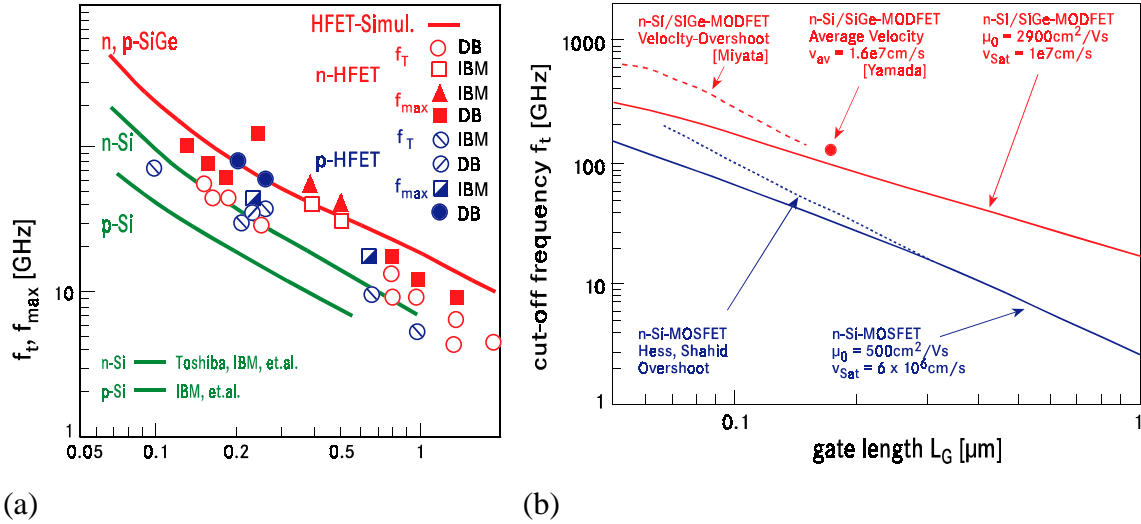 HFET-Simul.
n, p-SiGe
f_T
DB
IBM
n-HFET
IBM
f_max
DB
n-Si
f_T
IBM
p-HFET
DB
p-Si
f_max
IBM
DB
f_t, f_max [GHz]
10
1
n-Si
Toshiba, IBM, et.al.
p-Si
IBM, et.al.
0.05
0.1
0.2
0.5
1
(a)
n-Si/SiGe-MODFET
Velocity-Overshoot
[Miyata]
n-Si/SiGe-MODFET
Average Velocity
v_av = 1.6e7cm/s
[Yamada]
n-Si/SiGe-MODFET
μ_0 = 2900cm²/Vs
v_Sat = 1e7cm/s
cut-off frequency f_t [GHz]
1000
100
10
1
n-Si-MOSFET
Hess, Shahid
Overshoot
n-Si-MOSFET
μ_0 = 500cm²/Vs
v_Sat = 6 x 10⁶cm/s
0.1
1
gate length L_G [μm]
(b)